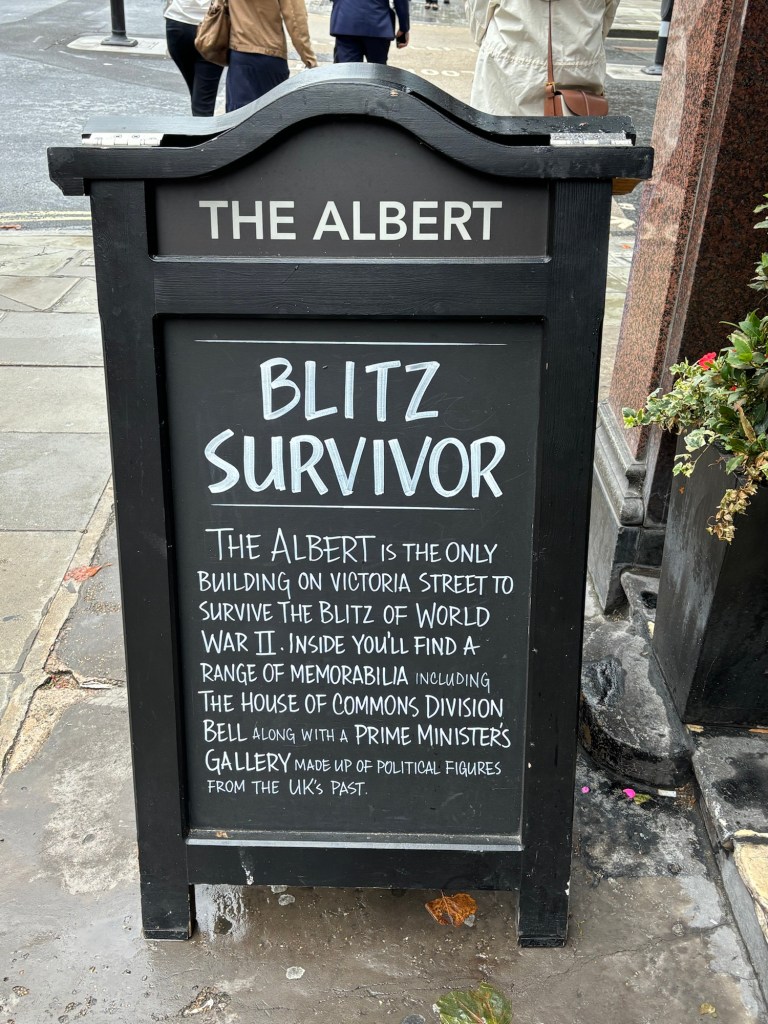 THE ALBERT
BLITZ
SURVIVOR
THE ALBERT IS THE ONLY
BUILDING ON VICTORIA STREET TO
SURVIVE THE BLITZ OF WORLD
WAR II. INSIDE YOU'LL FIND A
RANGE OF MEMORABILIA INCLUDING
THE HOUSE OF COMMONS DIVISION
BELL ALONG WITH A PRIME MINISTER'S
GALLERY MADE UP OF POLITICAL FIGURES
FROM THE UK'S PAST.